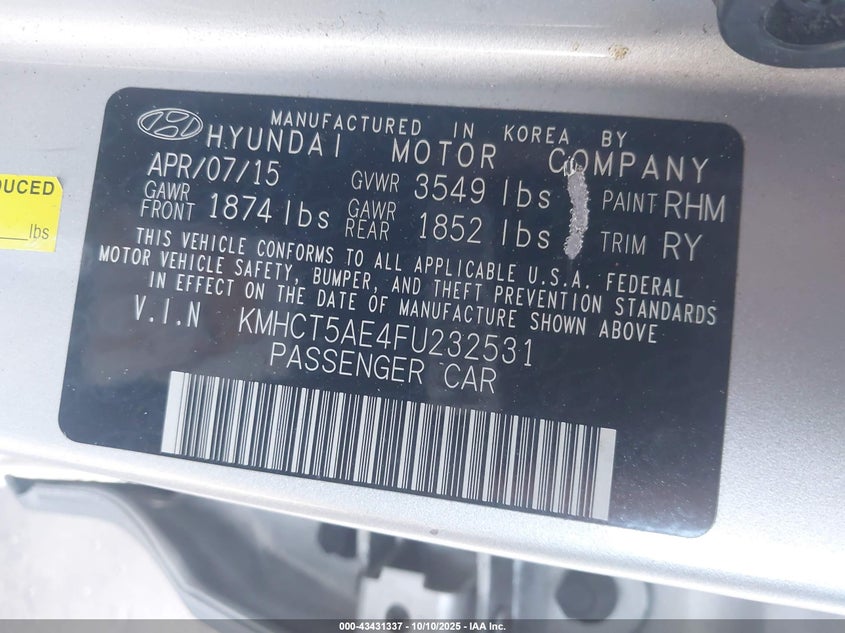 MANUFACTURED IN KOREA BY
HYUNDAI MOTOR COMPANY
APR/07/15 GVWR 3549 lbs PAINT RHM
GAWR FRONT 1874 lbs GAWR REAR 1852 lbs TRIM RY
THIS VEHICLE CONFORMS TO ALL APPLICABLE U.S.A. FEDERAL
MOTOR VEHICLE SAFETY, BUMPER, AND THEFT PREVENTION STANDARDS
IN EFFECT ON THE DATE OF MANUFACTURE SHOWN ABOVE
V.I.N KMHCT5AE4FU232531
PASSENGER CAR
lbs
000-43431337 - 10/10/2025 - IAA Inc.